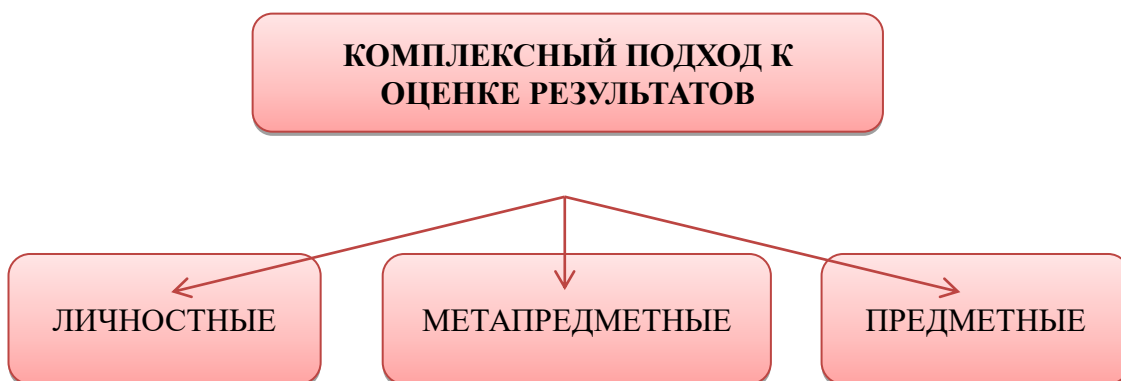 КОМПЛЕКСНЫЙ ПОДХОД К
ОЦЕНКЕ РЕЗУЛЬТАТОВ
ЛИЧНОСТНЫЕ
МЕТАПРЕДМЕТНЫЕ
ПРЕДМЕТНЫЕ